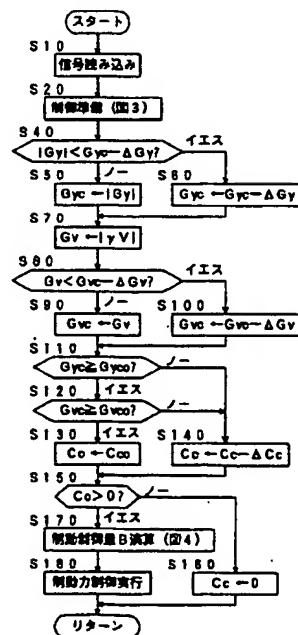 スタート
S10
信号読み込み
S20
制御準備 (図3)
S40
|Gy|<Gyc−ΔGy?
イエス
S50
ノー
S60
Gyc←|Gy|
Gyc←Gyc−ΔGy
S70
Gv←|γV|
S80
Gv<Gvc−ΔGv?
イエス
S90
ノー
S100
Gvc←Gv
Gvc←Gvc−ΔGv
S110
Gyc≧Gyco?
ノー
S120
イエス
Gvc≧Gvco?
ノー
S130
イエス
S140
Cc←Cco
Cc←Cc−ΔCc
S150
Cc>0?
ノー
S170
イエス
制動制御量B演算 (図4)
S180
S160
制動力制御実行
Cc←0
リターン